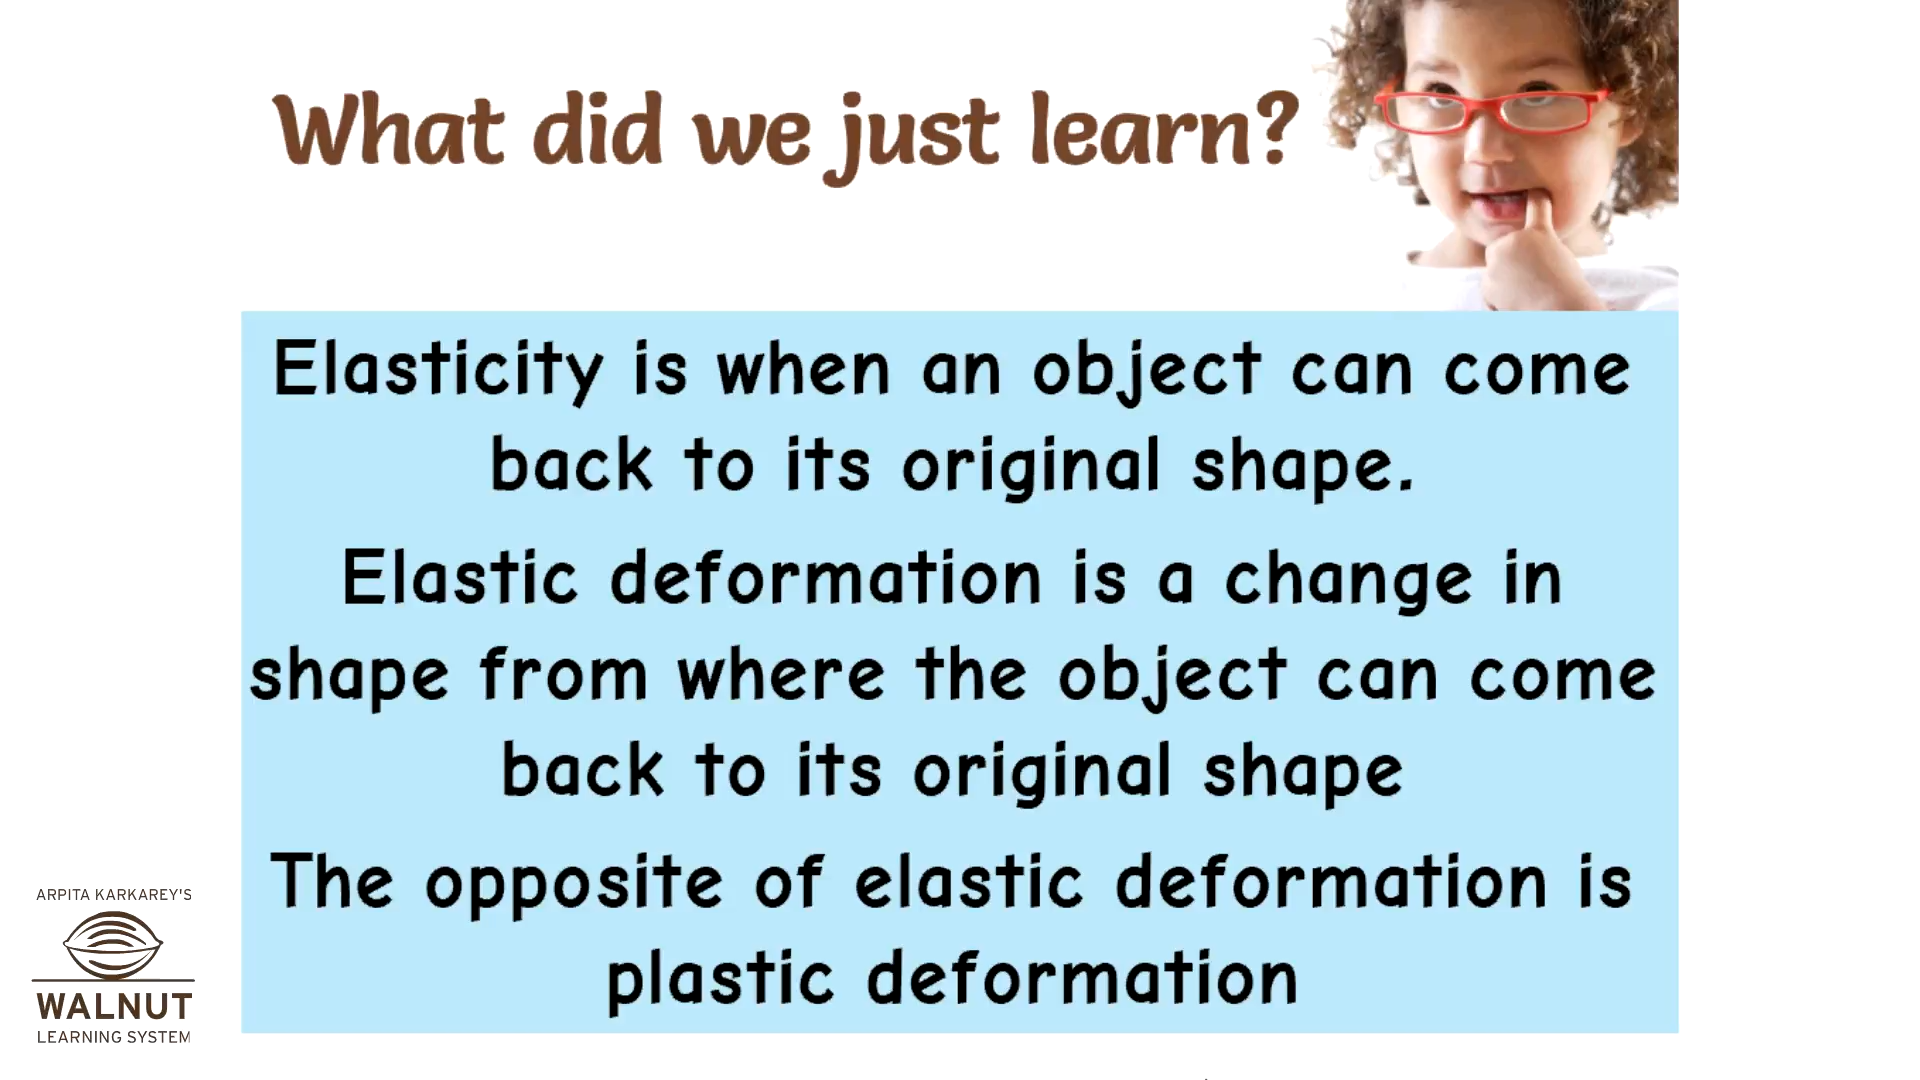 What did we just learn?
Elasticity is when an object can come
back to its original shape.
Elastic deformation is a change in
shape from where the object can come
back to its original shape
The opposite of elastic deformation is
plastic deformation
ARPITA KARKAREY'S
WALNUT
LEARNING SYSTEM